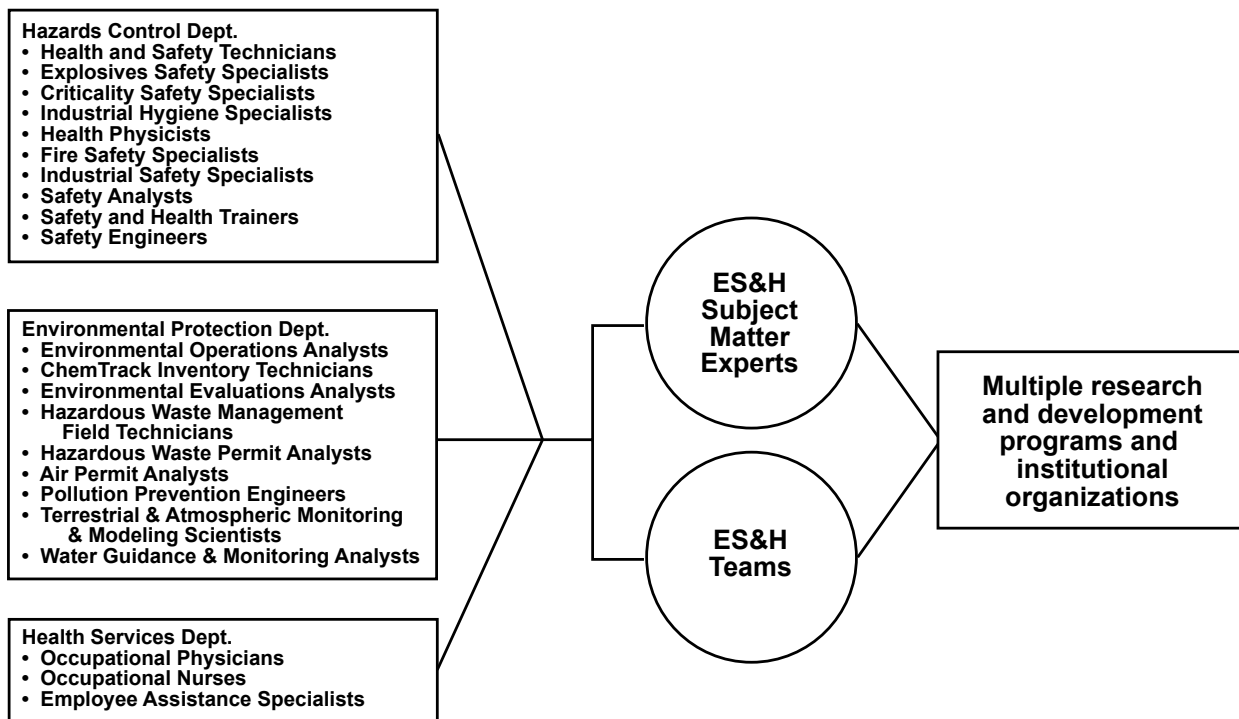 Hazards Control Dept.
• Health and Safety Technicians
• Explosives Safety Specialists
• Criticality Safety Specialists
• Industrial Hygiene Specialists
• Health Physicists
• Fire Safety Specialists
• Industrial Safety Specialists
• Safety Analysts
• Safety and Health Trainers
• Safety Engineers
Environmental Protection Dept.
• Environmental Operations Analysts
• ChemTrack Inventory Technicians
• Environmental Evaluations Analysts
• Hazardous Waste Management
Field Technicians
• Hazardous Waste Permit Analysts
• Air Permit Analysts
• Pollution Prevention Engineers
• Terrestrial & Atmospheric Monitoring
& Modeling Scientists
• Water Guidance & Monitoring Analysts
Health Services Dept.
• Occupational Physicians
• Occupational Nurses
• Employee Assistance Specialists
ES&H
Subject
Matter
Experts
ES&H
Teams
Multiple research
and development
programs and
institutional
organizations